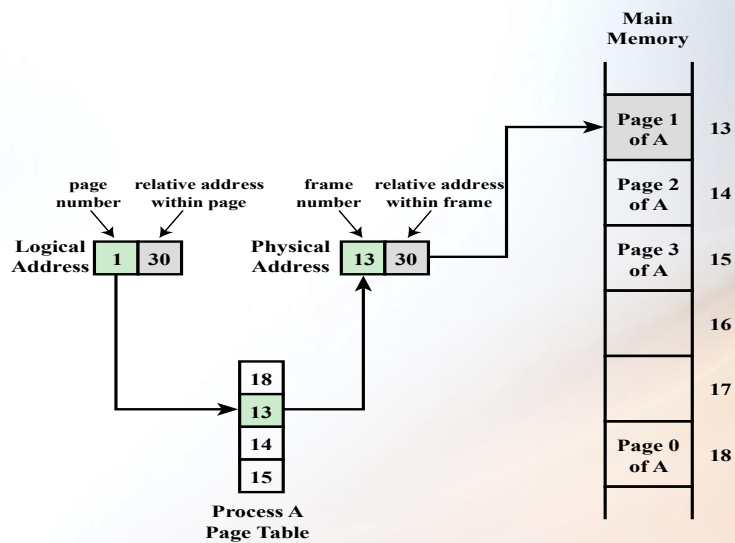 Main
Memory
Page 1
of A
13
page
number
relative address
within page
frame
number
relative address
within frame
Page 2
of A
14
Logical
Address
1 30
Physical
Address
13 30
Page 3
of A
15
16
17
18
13
14
15
Page 0
of A
18
Process A
Page Table